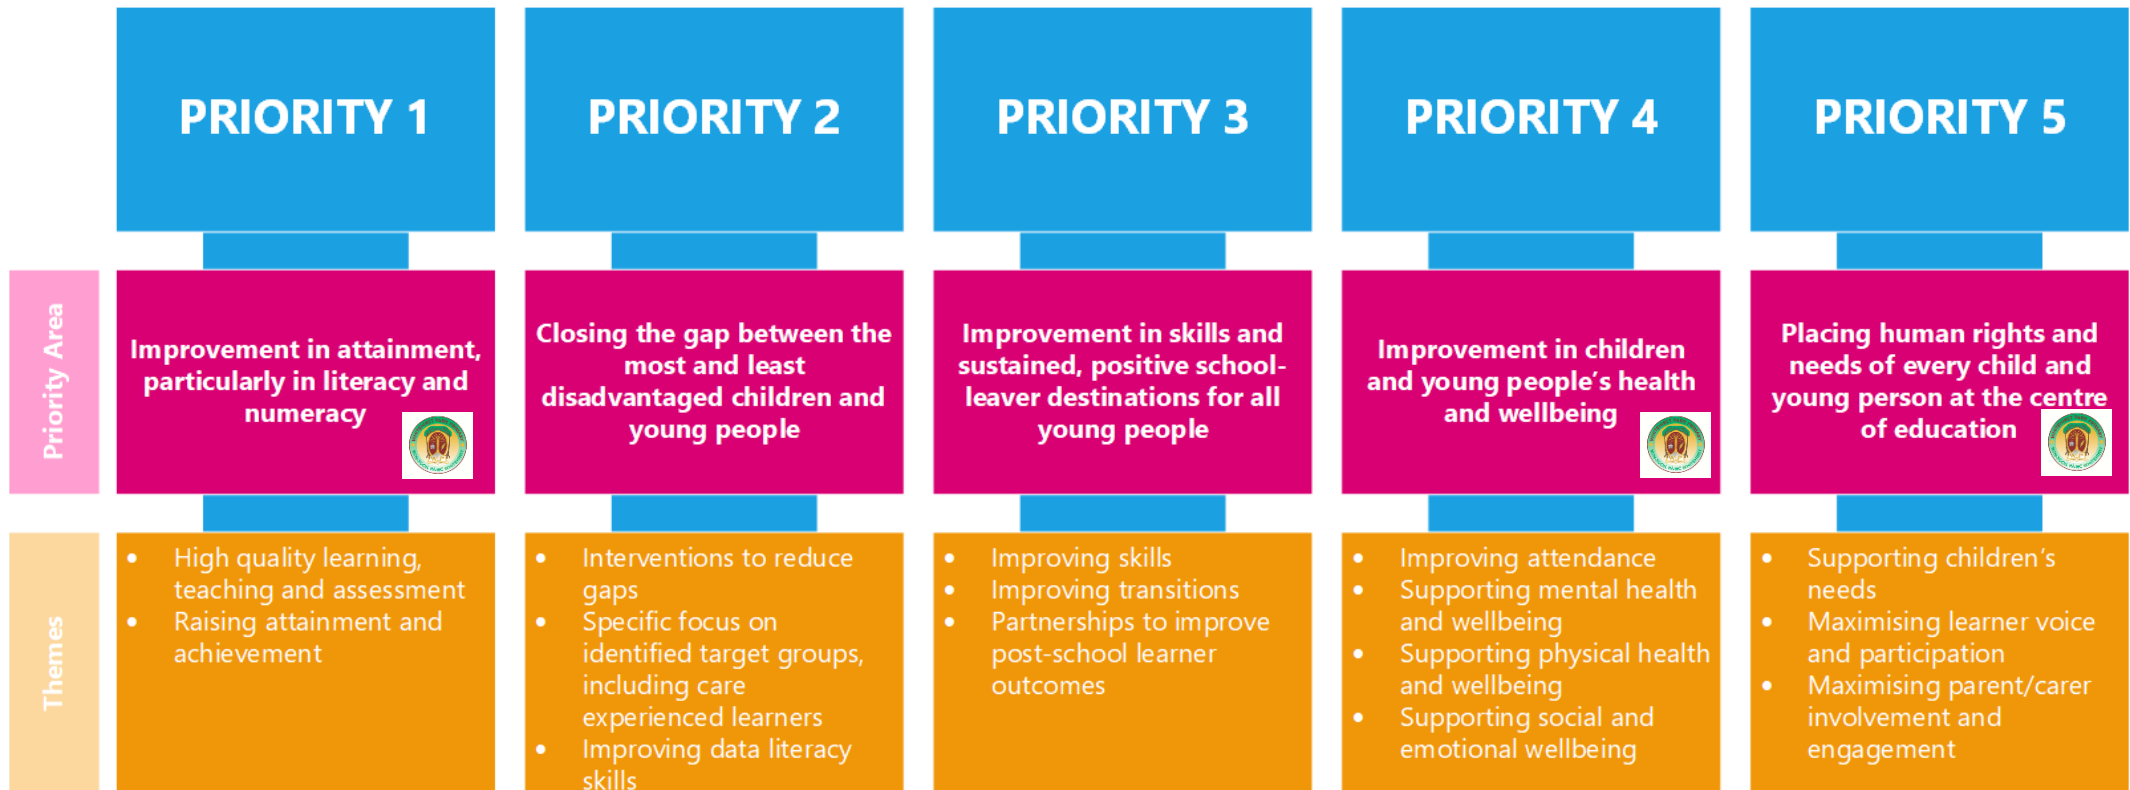 PRIORITY 1
PRIORITY 2
PRIORITY 3
PRIORITY 4
PRIORITY 5
Priority Area
Improvement in attainment,
particularly in literacy and
numeracy
Closing the gap between the
most and least
disadvantaged children and
young people
Improvement in skills and
sustained, positive school-
leaver destinations for all
young people
Improvement in children
and young people’s health
and wellbeing
Placing human rights and
needs of every child and
young person at the centre
of education
Themes
• High quality learning,
teaching and assessment
• Raising attainment and
achievement
• Interventions to reduce
gaps
• Specific focus on
identified target groups,
including care
experienced learners
• Improving data literacy
skills
• Improving skills
• Improving transitions
• Partnerships to improve
post-school learner
outcomes
• Improving attendance
• Supporting mental health
and wellbeing
• Supporting physical health
and wellbeing
• Supporting social and
emotional wellbeing
• Supporting children’s
needs
• Maximising learner voice
and participation
• Maximising parent/carer
involvement and
engagement